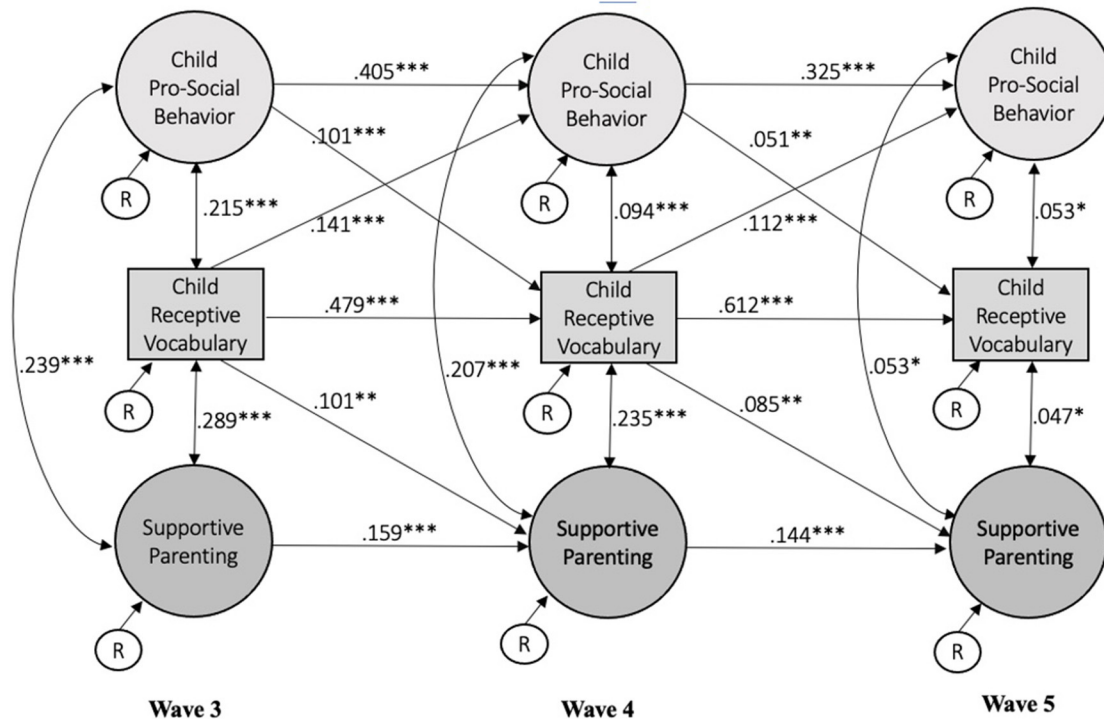 Child
Pro-Social
Behavior
Child
Pro-Social
Behavior
Child
Pro-Social
Behavior
.405***
.325***
.101***
.051**
R
R
R
.215***
.141***
.094***
.112***
.053*
Child
Receptive
Vocabulary
Child
Receptive
Vocabulary
Child
Receptive
Vocabulary
.479***
.612***
.239***
.207***
.053*
R
R
R
.289***
.101**
.235***
.085**
.047*
Supportive
Parenting
Supportive
Parenting
Supportive
Parenting
.159***
.144***
R
R
R
Wave 3
Wave 4
Wave 5